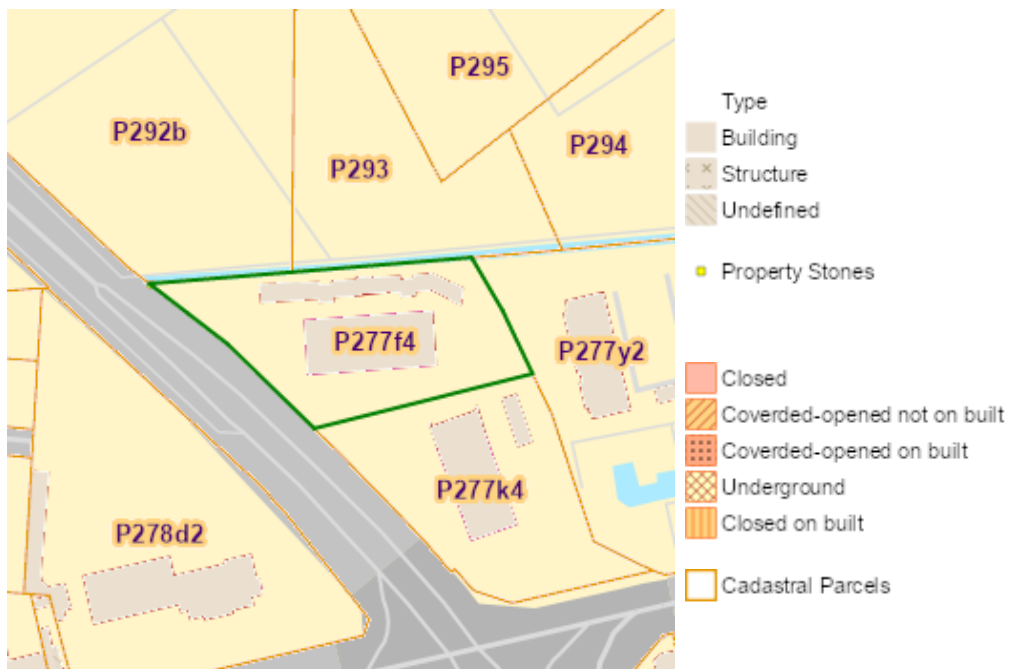 P295
P292b
P294
P293
P277f4
P277y2
P277k4
P278d2
Type
Building
Structure
Undefined
Property Stones
Closed
Coverded-opened not on built
Coverded-opened on built
Underground
Closed on built
Cadastral Parcels